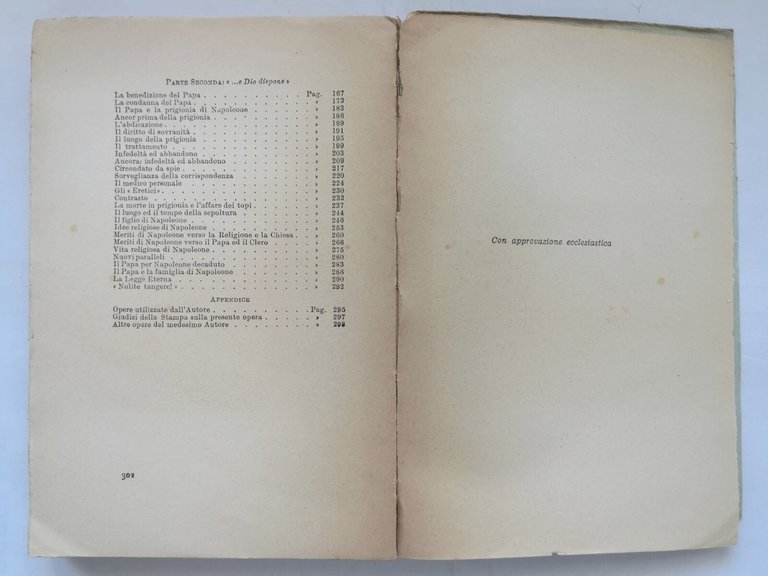 PARTE SECONDA: « ...e Dio dispone »
La benedizione del Papa . . . . . . . . . . Pag. 167
La condanna del Papa . . . . . . . . . . . » 173
Il Papa e la prigionia di Napoleone . . . . . . » 183
Ancor prima della prigionia . . . . . . . . . » 186
L'abdicazione . . . . . . . . . . . . . . » 189
Il diritto di sovranità . . . . . . . . . . . » 191
Il luogo della prigionia . . . . . . . . . . . » 195
Il trattamento . . . . . . . . . . . . . . » 199
Infedeltà ed abbandono . . . . . . . . . . . » 203
Ancora: infedeltà ed abbandono . . . . . . . . » 209
Circondato da spie . . . . . . . . . . . . » 217
Sorveglianza della corrispondenza . . . . . . . » 220
Il medico personale . . . . . . . . . . . . » 224
Gli « Eretici » . . . . . . . . . . . . . . » 230
Contrasto . . . . . . . . . . . . . . . » 232
La morte in prigionia e l'affare dei topi . . . . . » 237
Il luogo ed il tempo della sepoltura . . . . . . » 244
Il figlio di Napoleone . . . . . . . . . . . » 246
Idee religiose di Napoleone . . . . . . . . . » 253
Meriti di Napoleone verso la Religione e la Chiesa . » 260
Meriti di Napoleone verso il Papa ed il Clero . . . » 266
Vita religiosa di Napoleone . . . . . . . . . » 275
Nuovi paralleli . . . . . . . . . . . . . . » 280
Il Papa per Napoleone decaduto . . . . . . . . » 283
Il Papa e la famiglia di Napoleone . . . . . . . » 286
La Legge Eterna . . . . . . . . . . . . . » 290
« Nolite tangere! » . . . . . . . . . . . . » 292
APPENDICE
Opere utilizzate dall'Autore . . . . . . . . . Pag. 295
Giudizi della Stampa sulla presente opera . . . . . » 297
Altre opere del medesimo Autore . . . . . . . . » 298
302
Con approvazione ecclesiastica